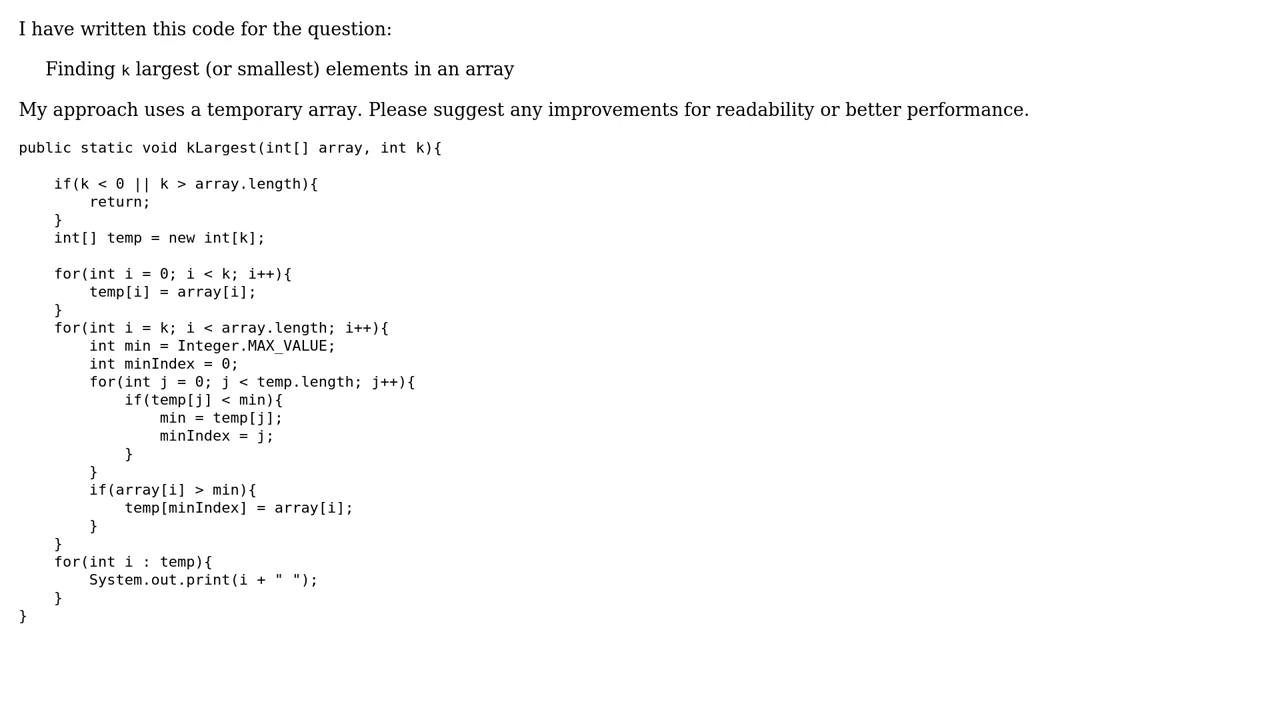 I have written this code for the question:
Finding k largest (or smallest) elements in an array
My approach uses a temporary array. Please suggest any improvements for readability or better performance.
public static void kLargest(int[] array, int k){
    if(k < 0 || k > array.length){
        return;
    }
    int[] temp = new int[k];
    for(int i = 0; i < k; i++){
        temp[i] = array[i];
    }
    for(int i = k; i < array.length; i++){
        int min = Integer.MAX_VALUE;
        int minIndex = 0;
        for(int j = 0; j < temp.length; j++){
            if(temp[j] < min){
                min = temp[j];
                minIndex = j;
            }
        }
        if(array[i] > min){
            temp[minIndex] = array[i];
        }
    }
    for(int i : temp){
        System.out.print(i + " ");
    }
}